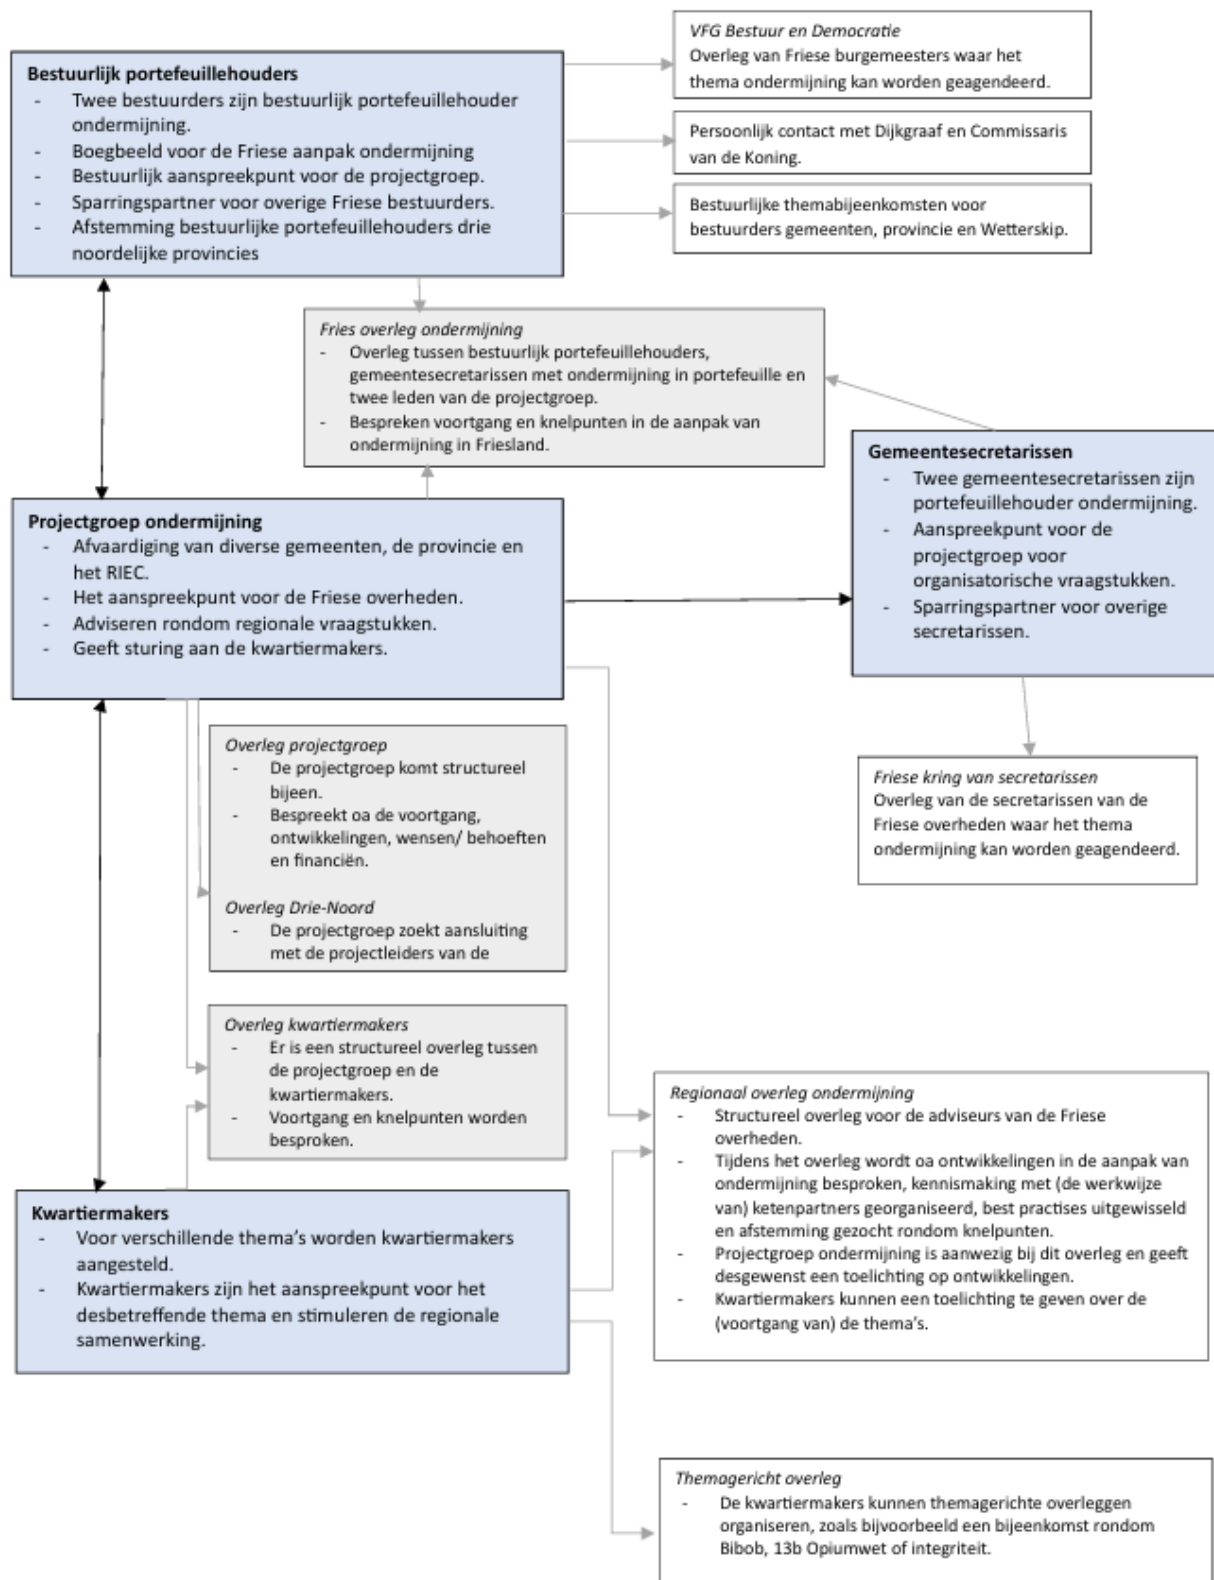 VFG Bestuur en Democratie
Overleg van Friese burgemeesters waar het
thema ondermijning kan worden geagendeerd.
Bestuurlijk portefeuillehouders
- Twee bestuurders zijn bestuurlijk portefeuillehouder
ondermijning.
- Boegbeeld voor de Friese aanpak ondermijning
- Bestuurlijk aanspreekpunt voor de projectgroep.
- Sparringspartner voor overige Friese bestuurders.
- Afstemming bestuurlijke portefeuillehouders drie
noordelijke provincies
Persoonlijk contact met Dijkgraaf en Commissaris
van de Koning.
Bestuurlijke themabijeenkomsten voor
bestuurders gemeenten, provincie en Wetterskip.
Fries overleg ondermijning
- Overleg tussen bestuurlijk portefeuillehouders,
gemeentesecretarissen met ondermijning in portefeuille en
twee leden van de projectgroep.
- Bespreken voortgang en knelpunten in de aanpak van
ondermijning in Friesland.
Gemeentesecretarissen
- Twee gemeentesecretarissen zijn
portefeuillehouder ondermijning.
- Aanspreekpunt voor de
projectgroep voor
organisatorische vraagstukken.
- Sparringspartner voor overige
secretarissen.
Projectgroep ondermijning
- Afvaardiging van diverse gemeenten, de provincie en
het RIEC.
- Het aanspreekpunt voor de Friese overheden.
- Adviseren rondom regionale vraagstukken.
- Geeft sturing aan de kwartiermakers.
Overleg projectgroep
- De projectgroep komt structureel
bijeen.
- Bespreekt oa de voortgang,
ontwikkelingen, wensen/ behoeften
en financiën.
Overleg Drie-Noord
- De projectgroep zoekt aansluiting
met de projectleiders van de
Friese kring van secretarissen
Overleg van de secretarissen van de
Friese overheden waar het thema
ondermijning kan worden geagendeerd.
Overleg kwartiermakers
- Er is een structureel overleg tussen
de projectgroep en de
kwartiermakers.
- Voortgang en knelpunten worden
besproken.
Regionaal overleg ondermijning
- Structureel overleg voor de adviseurs van de Friese
overheden.
- Tijdens het overleg wordt oa ontwikkelingen in de aanpak van
ondermijning besproken, kennismaking met (de werkwijze
van) ketenpartners georganiseerd, best practises uitgewisseld
en afstemming gezocht rondom knelpunten.
- Projectgroep ondermijning is aanwezig bij dit overleg en geeft
desgewenst een toelichting op ontwikkelingen.
- Kwartiermakers kunnen een toelichting te geven over de
(voortgang van) de thema's.
Kwartiermakers
- Voor verschillende thema's worden kwartiermakers
aangesteld.
- Kwartiermakers zijn het aanspreekpunt voor het
desbetreffende thema en stimuleren de regionale
samenwerking.
Themagericht overleg
- De kwartiermakers kunnen themagerichte overleggen
organiseren, zoals bijvoorbeeld een bijeenkomst rondom
Bibob, 13b Opiumwet of integriteit.